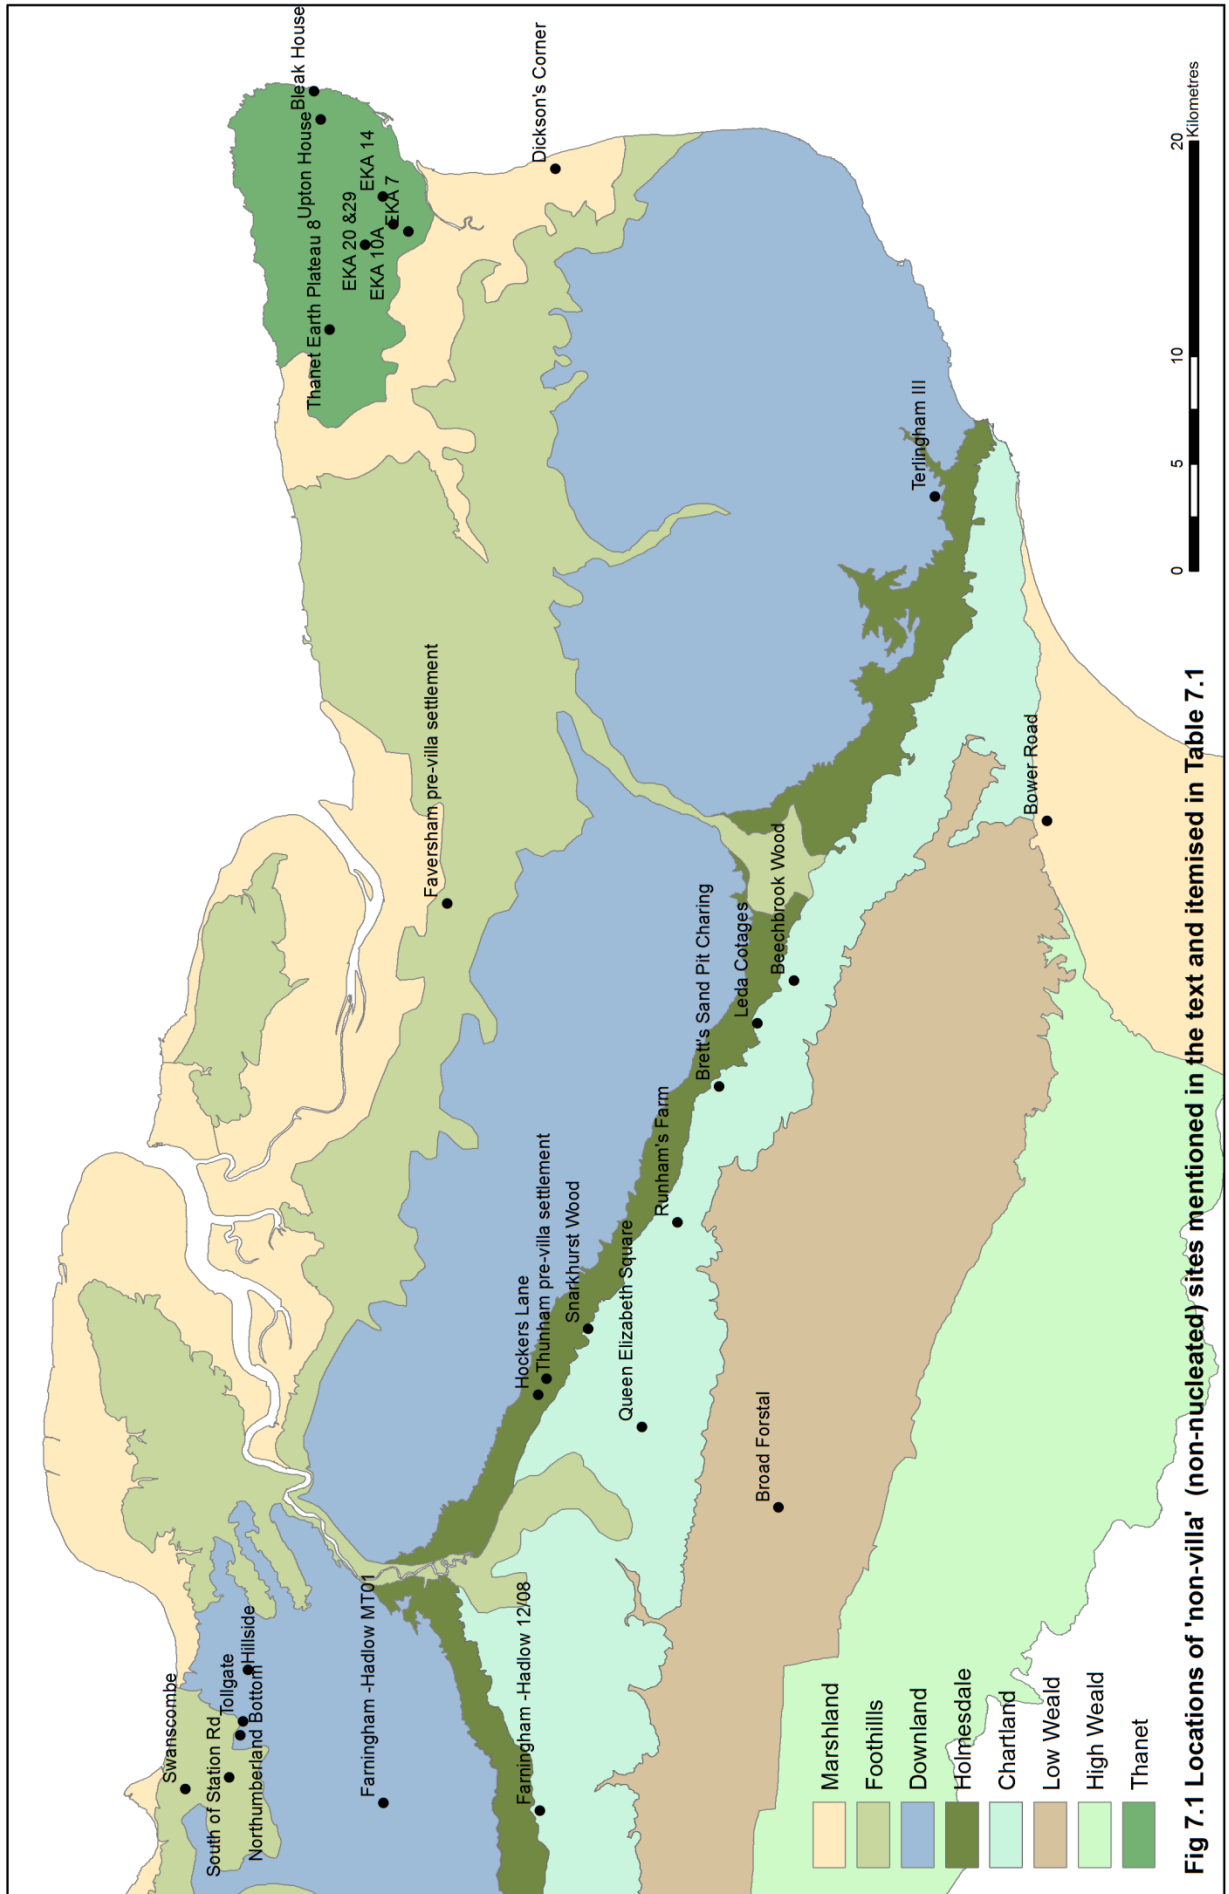 Swanscombe
South of Station Rd
Tollgate
Northumberland Bottom
Hillside
Farningham -Hadlow MT01
Farningham -Hadlow 12/08
Hockers Lane
Thunham pre-villa settlement
Snarkhurst Wood
Queen Elizabeth Square
Runham's Farm
Broad Forstal
Brett's Sand Pit Charing
Leda Cotages
Beechbrook Wood
Faversham pre-villa settlement
Bower Road
Terlingham III
Thanet Earth Plateau 8
Upton House
Bleak House
EKA 20 &29
EKA 14
EKA 10A
EKA 7
Dickson's Corner
Marshland
Foothills
Downland
Holmesdale
Chartland
Low Weald
High Weald
Thanet
0 5 10 20
Kilometres
Fig 7.1 Locations of 'non-villa' (non-nucleated) sites mentioned in the text and itemised in Table 7.1